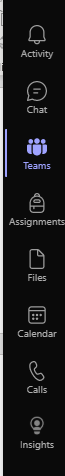 Activity
Chat
Teams
Assignments
Files
Calendar
Calls
Insights